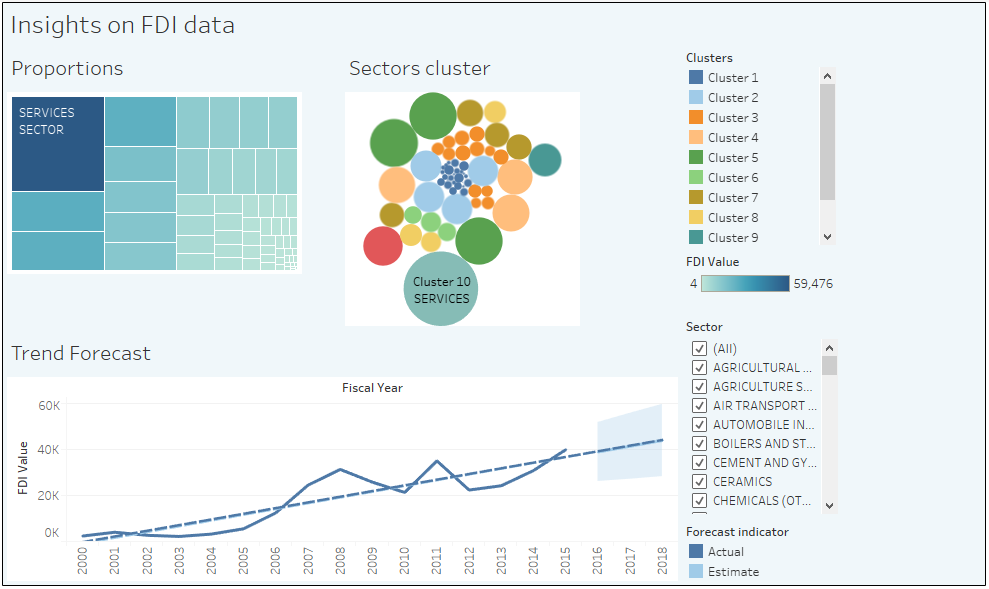 Insights on FDI data
Proportions
SERVICES
SECTOR
Sectors cluster
Cluster 10
SERVICES
Clusters
Cluster 1
Cluster 2
Cluster 3
Cluster 4
Cluster 5
Cluster 6
Cluster 7
Cluster 8
Cluster 9
FDI Value
4 59,476
Sector
(All)
AGRICULTURAL ...
AGRICULTURE S...
AIR TRANSPORT ...
AUTOMOBILE IN...
BOILERS AND ST...
CEMENT AND GY...
CERAMICS
CHEMICALS (OT...
Forecast indicator
Actual
Estimate
Trend Forecast
Fiscal Year
FDI Value
60K
40K
20K
0K
2000 2001 2002 2003 2004 2005 2006 2007 2008 2009 2010 2011 2012 2013 2014 2015 2016 2017 2018